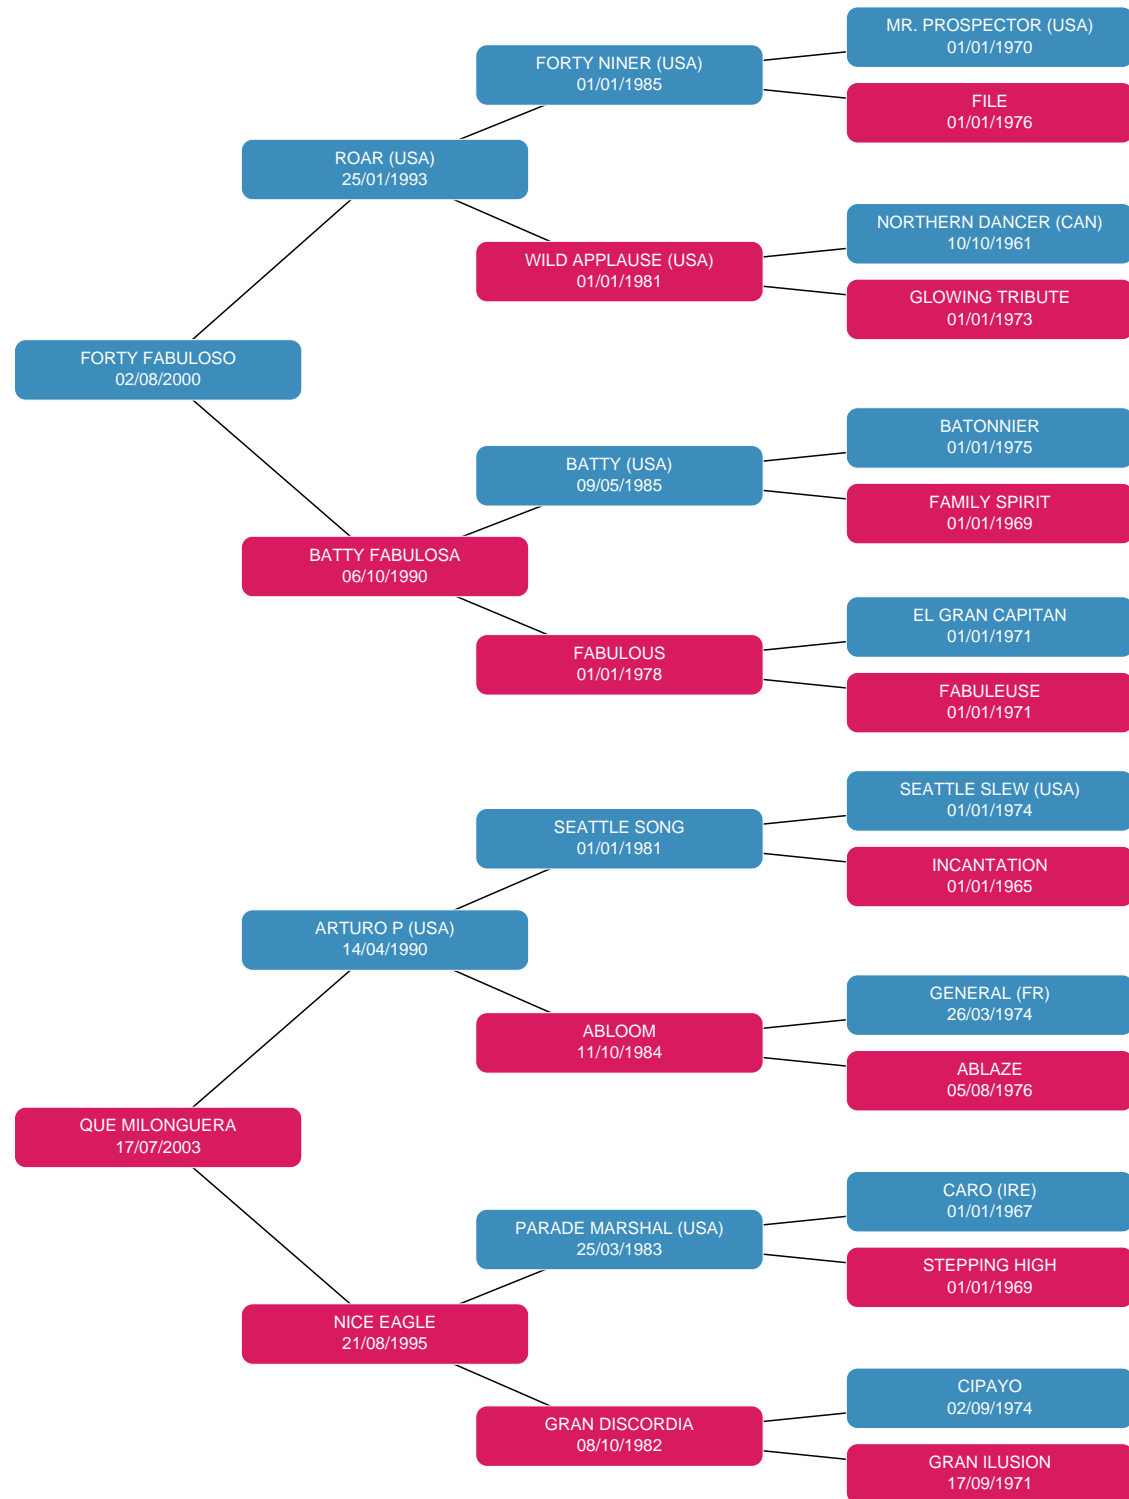 MR. PROSPECTOR (USA)
01/01/1970
FORTY NINER (USA)
01/01/1985
FILE
01/01/1976
ROAR (USA)
25/01/1993
NORTHERN DANCER (CAN)
10/10/1961
WILD APPLAUSE (USA)
01/01/1981
GLOWING TRIBUTE
01/01/1973
FORTY FABULOSO
02/08/2000
BATONNIER
01/01/1975
BATTY (USA)
09/05/1985
FAMILY SPIRIT
01/01/1969
BATTY FABULOSA
06/10/1990
EL GRAN CAPITAN
01/01/1971
FABULOUS
01/01/1978
FABULEUSE
01/01/1971
SEATTLE SLEW (USA)
01/01/1974
SEATTLE SONG
01/01/1981
INCANTATION
01/01/1965
ARTURO P (USA)
14/04/1990
GENERAL (FR)
26/03/1974
ABLOOM
11/10/1984
ABLAZE
05/08/1976
QUE MILONGUERA
17/07/2003
CARO (IRE)
01/01/1967
PARADE MARSHAL (USA)
25/03/1983
STEPPING HIGH
01/01/1969
NICE EAGLE
21/08/1995
CIPAYO
02/09/1974
GRAN DISCORDIA
08/10/1982
GRAN ILUSION
17/09/1971